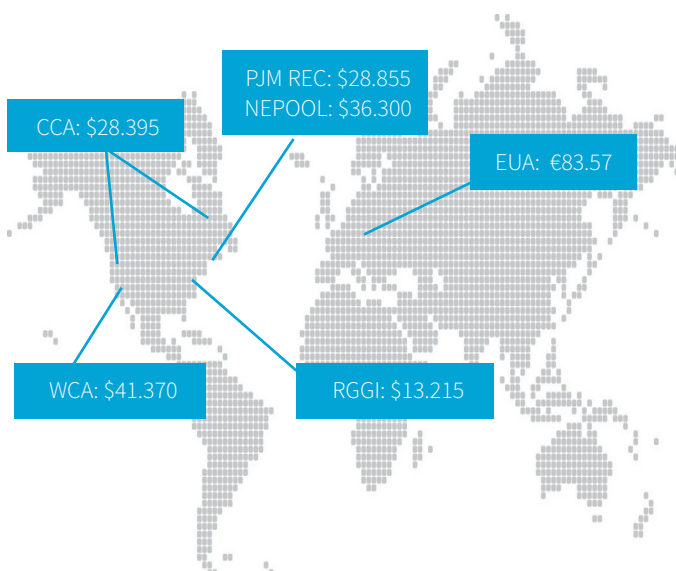 PJM REC: $28.855
NEPOOL: $36.300
CCA: $28.395
EUA: €83.57
WCA: $41.370
RGGI: $13.215